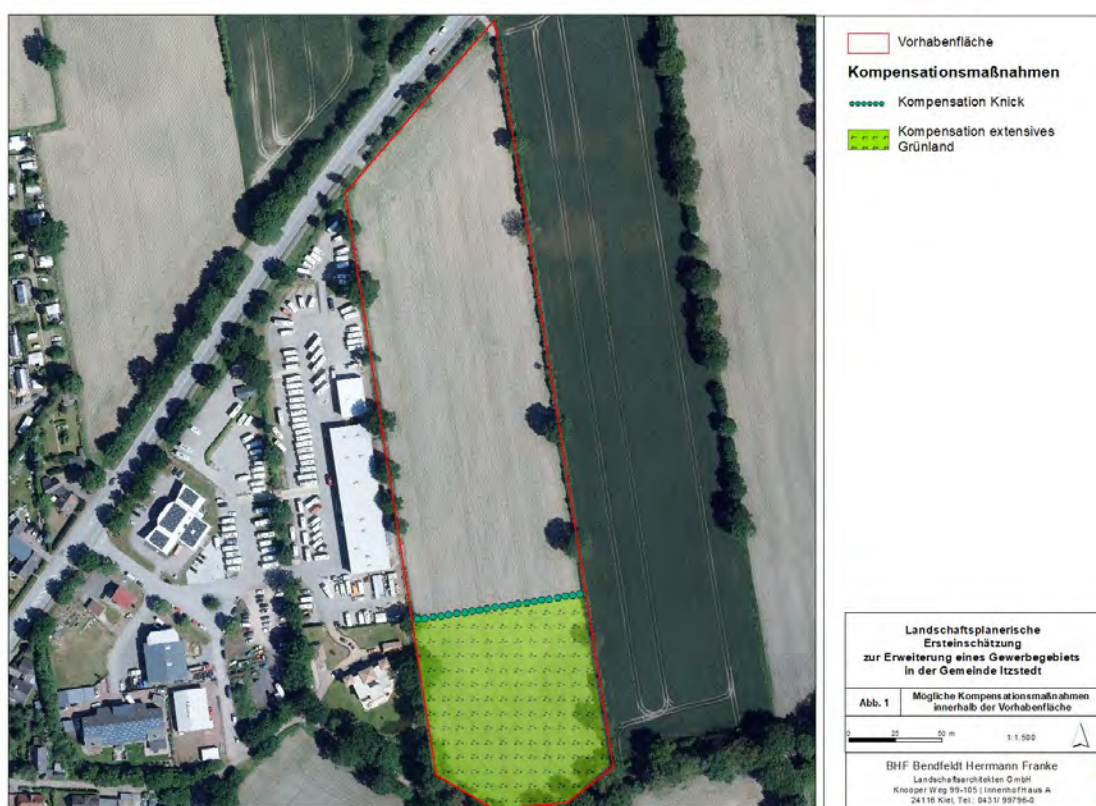 Vorhabenfläche
Kompensationsmaßnahmen
Kompensation Knick
Kompensation extensives
Grünland
Landschaftsplanerische
Ersteinschätzung
zur Erweiterung eines Gewerbegebiets
in der Gemeinde Itzstedt
Abb. 1
Mögliche Kompensationsmaßnahmen
innerhalb der Vorhabenfläche
0 25 50 m
1:1.500
BHF Bendfeldt Herrmann Franke
Landschaftsarchitekten GmbH
Knooper Weg 99-105 | Innenhof Haus A
24116 Kiel, Tel.: 0431/ 99796-0